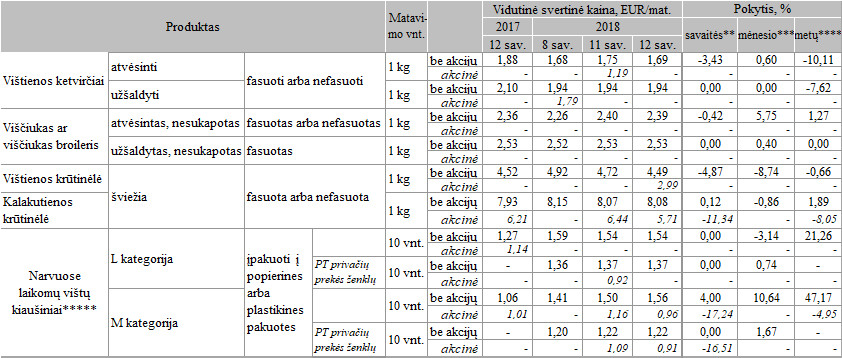 Produktas Matavi-mo vnt. Vidutinė svertinė kaina, EUR/mat. vnt. Pokytis, %
2017 2018 savaitės** mėnesio*** metų****
12 sav. 8 sav. 11 sav. 12 sav.
Vištienos ketvirčiai atvėsinti fasuoti arba nefasuoti 1 kg be akcijų 1,88 1,68 1,75 1,69 -3,43 0,60 -10,11
akcinė - - 1,19 - - - -
užšaldyti 1 kg be akcijų 2,10 1,94 1,94 1,94 0,00 0,00 -7,62
akcinė - 1,79 - - - - -
Viščiukas ar viščiukas broileris atvėsintas, nesukapotas fasuotas arba nefasuotas 1 kg be akcijų 2,36 2,26 2,40 2,39 -0,42 5,75 1,27
akcinė - - - - - - -
užšaldytas, nesukapotas fasuotas 1 kg be akcijų 2,53 2,52 2,53 2,53 0,00 0,40 0,00
akcinė - - - - - - -
Vištienos krūtinėlė šviežia fasuota arba nefasuota 1 kg be akcijų 4,52 4,92 4,72 4,49 -4,87 -8,74 -0,66
akcinė - - - 2,99 - - -
Kalakutienos krūtinėlė 1 kg be akcijų 7,93 8,15 8,07 8,08 0,12 -0,86 1,89
akcinė 6,21 - 6,44 5,71 -11,34 - -8,05
Narvuose laikomų vištų kiaušiniai***** L kategorija įpakuoti į popierines arba plastikines pakuotes 10 vnt. be akcijų 1,27 1,59 1,54 1,54 0,00 -3,14 21,26
akcinė 1,14 - - - - - -
PT privačių prekės ženklų 10 vnt. be akcijų - 1,36 1,37 1,37 0,00 0,74 -
akcinė - - 0,92 - - - -
M kategorija 10 vnt. be akcijų 1,06 1,41 1,50 1,56 4,00 10,64 47,17
akcinė 1,01 - 1,16 0,96 -17,24 - -4,95
PT privačių prekės ženklų 10 vnt. be akcijų - 1,20 1,22 1,22 0,00 1,67 -
akcinė - - 1,09 0,91 -16,51 - -